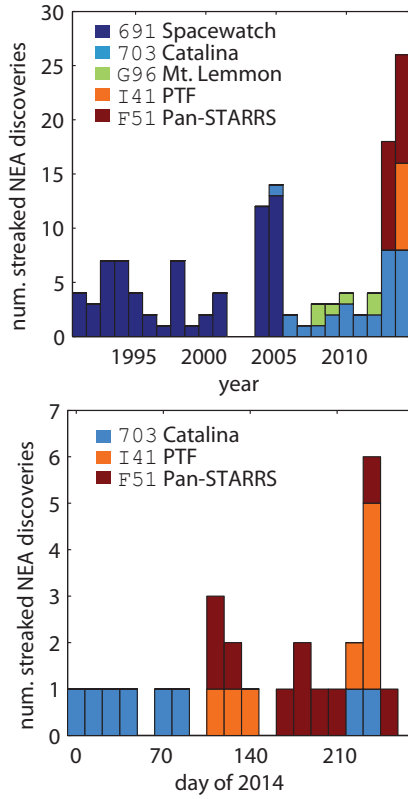 30
25
20
15
10
5
0
num. streaked NEA discoveries
691 Spacewatch
703 Catalina
G96 Mt. Lemmon
I41 PTF
F51 Pan-STARRS
1995 2000 2005 2010
year
7
6
5
4
3
2
1
0
num. streaked NEA discoveries
703 Catalina
I41 PTF
F51 Pan-STARRS
0 70 140 210
day of 2014